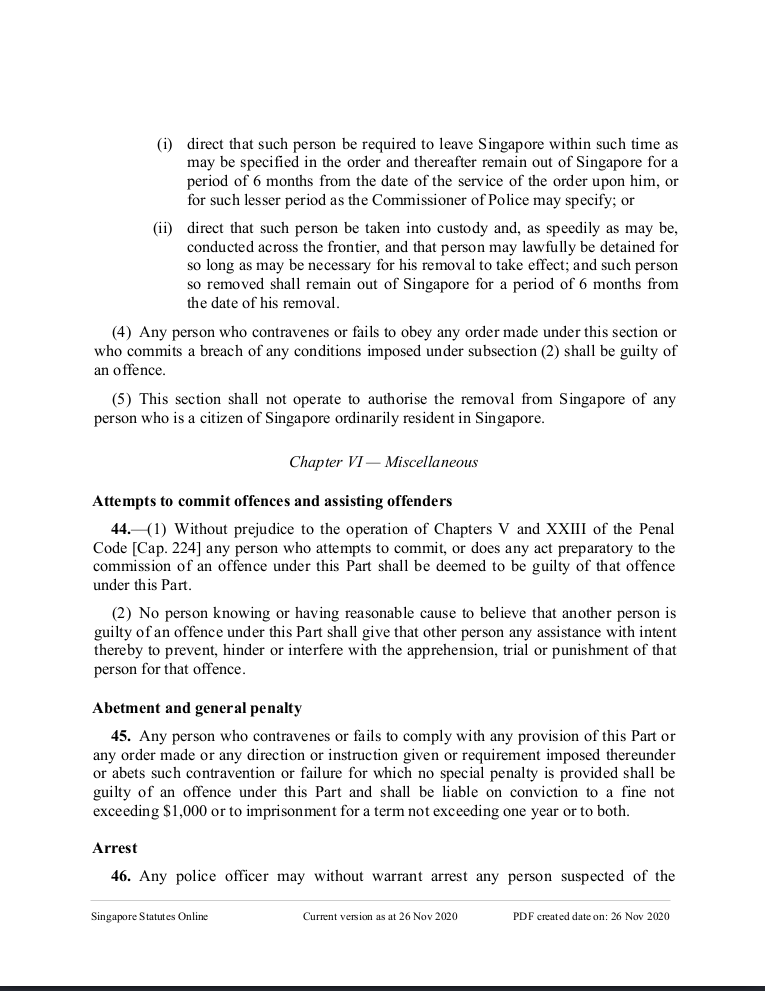 (i) direct that such person be required to leave Singapore within such time as
may be specified in the order and thereafter remain out of Singapore for a
period of 6 months from the date of the service of the order upon him, or
for such lesser period as the Commissioner of Police may specify; or
(ii) direct that such person be taken into custody and, as speedily as may be,
conducted across the frontier, and that person may lawfully be detained for
so long as may be necessary for his removal to take effect; and such person
so removed shall remain out of Singapore for a period of 6 months from
the date of his removal.
(4) Any person who contravenes or fails to obey any order made under this section or
who commits a breach of any conditions imposed under subsection (2) shall be guilty of
an offence.
(5) This section shall not operate to authorise the removal from Singapore of any
person who is a citizen of Singapore ordinarily resident in Singapore.
Chapter VI — Miscellaneous
Attempts to commit offences and assisting offenders
44.—(1) Without prejudice to the operation of Chapters V and XXIII of the Penal
Code [Cap. 224] any person who attempts to commit, or does any act preparatory to the
commission of an offence under this Part shall be deemed to be guilty of that offence
under this Part.
(2) No person knowing or having reasonable cause to believe that another person is
guilty of an offence under this Part shall give that other person any assistance with intent
thereby to prevent, hinder or interfere with the apprehension, trial or punishment of that
person for that offence.
Abetment and general penalty
45. Any person who contravenes or fails to comply with any provision of this Part or
any order made or any direction or instruction given or requirement imposed thereunder
or abets such contravention or failure for which no special penalty is provided shall be
guilty of an offence under this Part and shall be liable on conviction to a fine not
exceeding $1,000 or to imprisonment for a term not exceeding one year or to both.
Arrest
46. Any police officer may without warrant arrest any person suspected of the
Singapore Statutes Online Current version as at 26 Nov 2020 PDF created date on: 26 Nov 2020